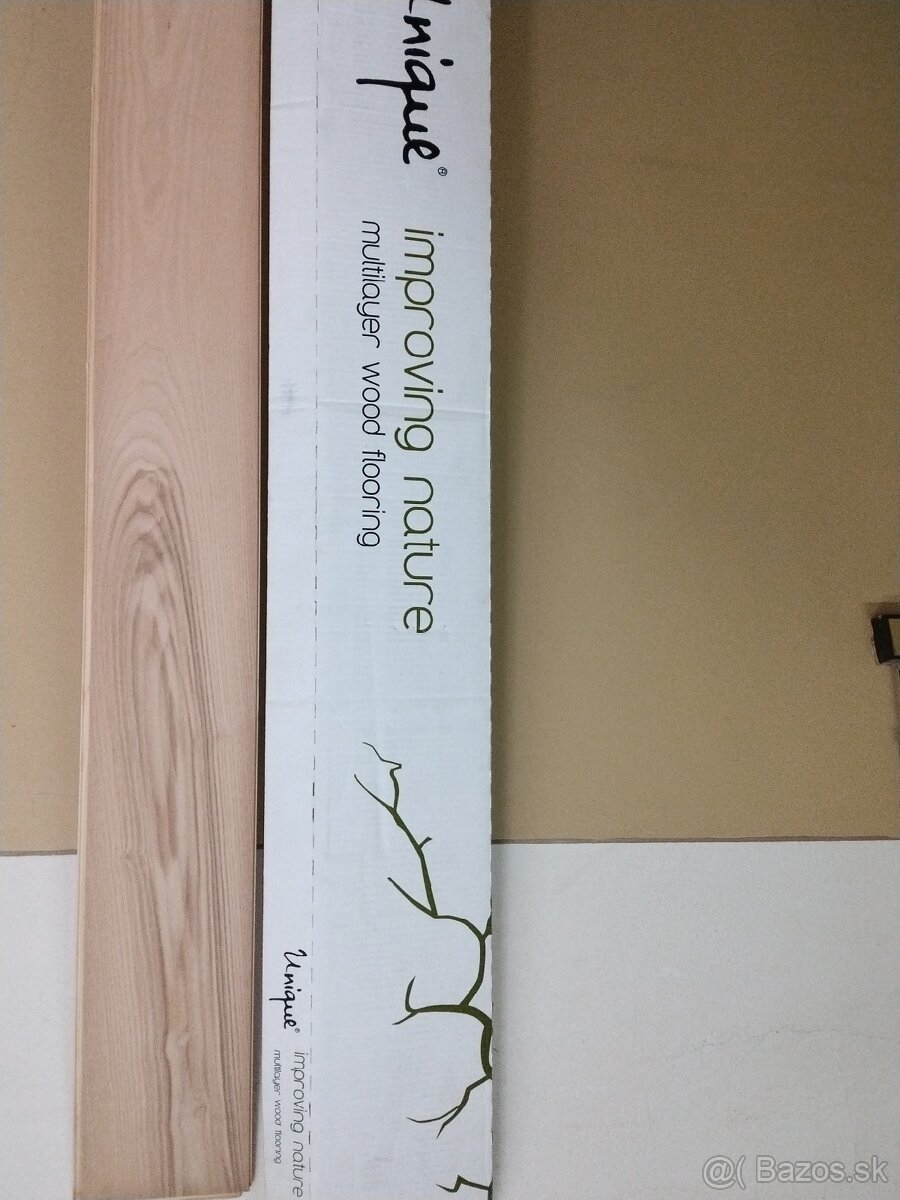 Unique®
improving nature
multilayer wood flooring
Unique®
improving nature
multilayer wood flooring
@( Bazos.sk